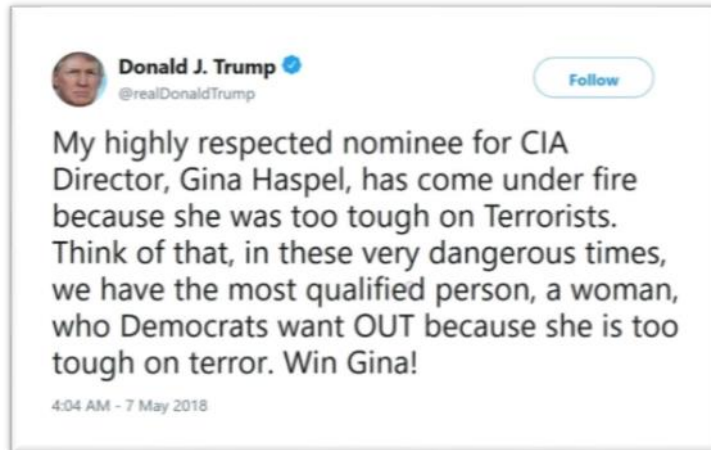 Donald J. Trump
@realDonaldTrump
Follow
My highly respected nominee for CIA
Director, Gina Haspel, has come under fire
because she was too tough on Terrorists.
Think of that, in these very dangerous times,
we have the most qualified person, a woman,
who Democrats want OUT because she is too
tough on terror. Win Gina!
4:04 AM - 7 May 2018